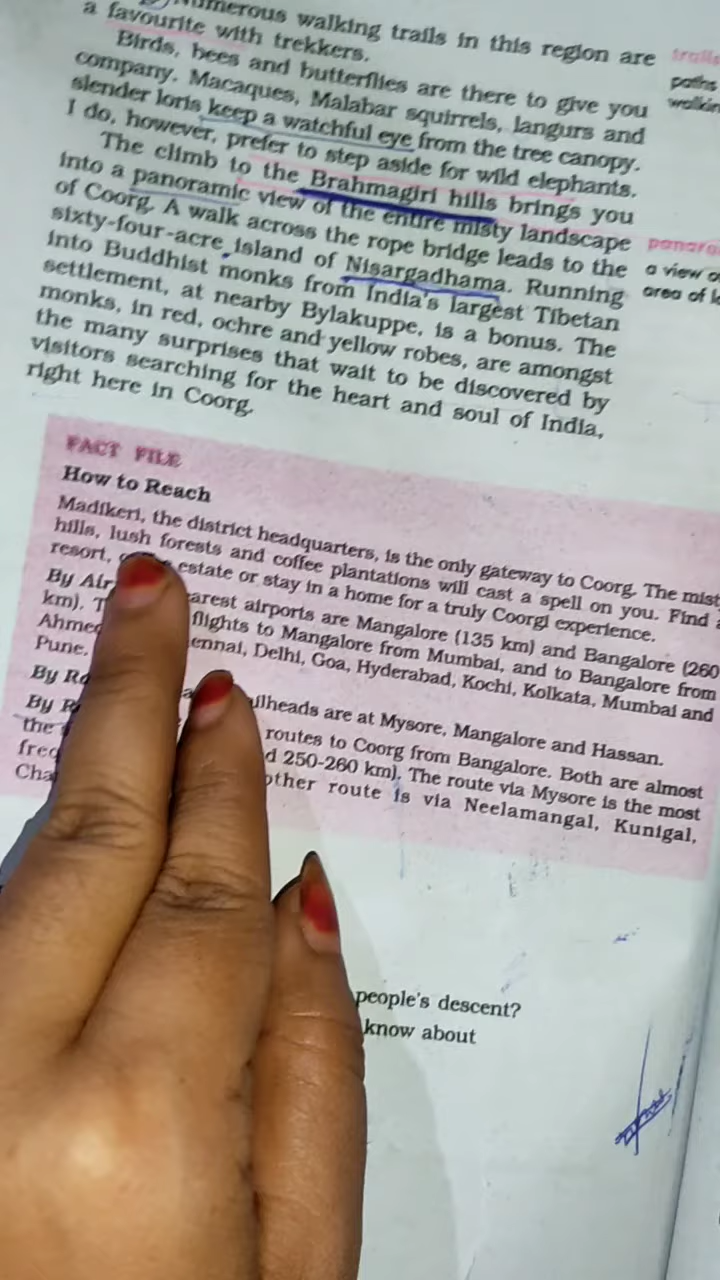 numerous walking trails in this region are
a favourite with trekkers.
Birds, bees and butterflies are there to give you
company. Macaques, Malabar squirrels, langurs and
slender loris keep a watchful eye from the tree canopy.
I do, however, prefer to step aside for wild elephants.
The climb to the Brahmagiri hills brings you
into a panoramic view of the entire misty landscape
of Coorg. A walk across the rope bridge leads to the
sixty-four-acre island of Nisargadhama. Running
into Buddhist monks from India's largest Tibetan
settlement, at nearby Bylakuppe, is a bonus. The
monks, in red, ochre and yellow robes, are amongst
the many surprises that wait to be discovered by
visitors searching for the heart and soul of India,
right here in Coorg.
trails
paths
panora
a view o
area of l
FACT FILE
How to Reach
Madikeri, the district headquarters, is the only gateway to Coorg. The mist
hills, lush forests and coffee plantations will cast a spell on you. Find a
resort, estate or stay in a home for a truly Coorgi experience.
By Air
arest airports are Mangalore (135 km) and Bangalore (260
km). T flights to Mangalore from Mumbai, and to Bangalore from
Ahmed ennai, Delhi, Goa, Hyderabad, Kochi, Kolkata, Mumbai and
Pune.
By Ra ilheads are at Mysore, Mangalore and Hassan.
By R routes to Coorg from Bangalore. Both are almost
the d 250-260 km). The route via Mysore is the most
freq other route is via Neelamangal, Kunigal,
Cha
people's descent?
know about